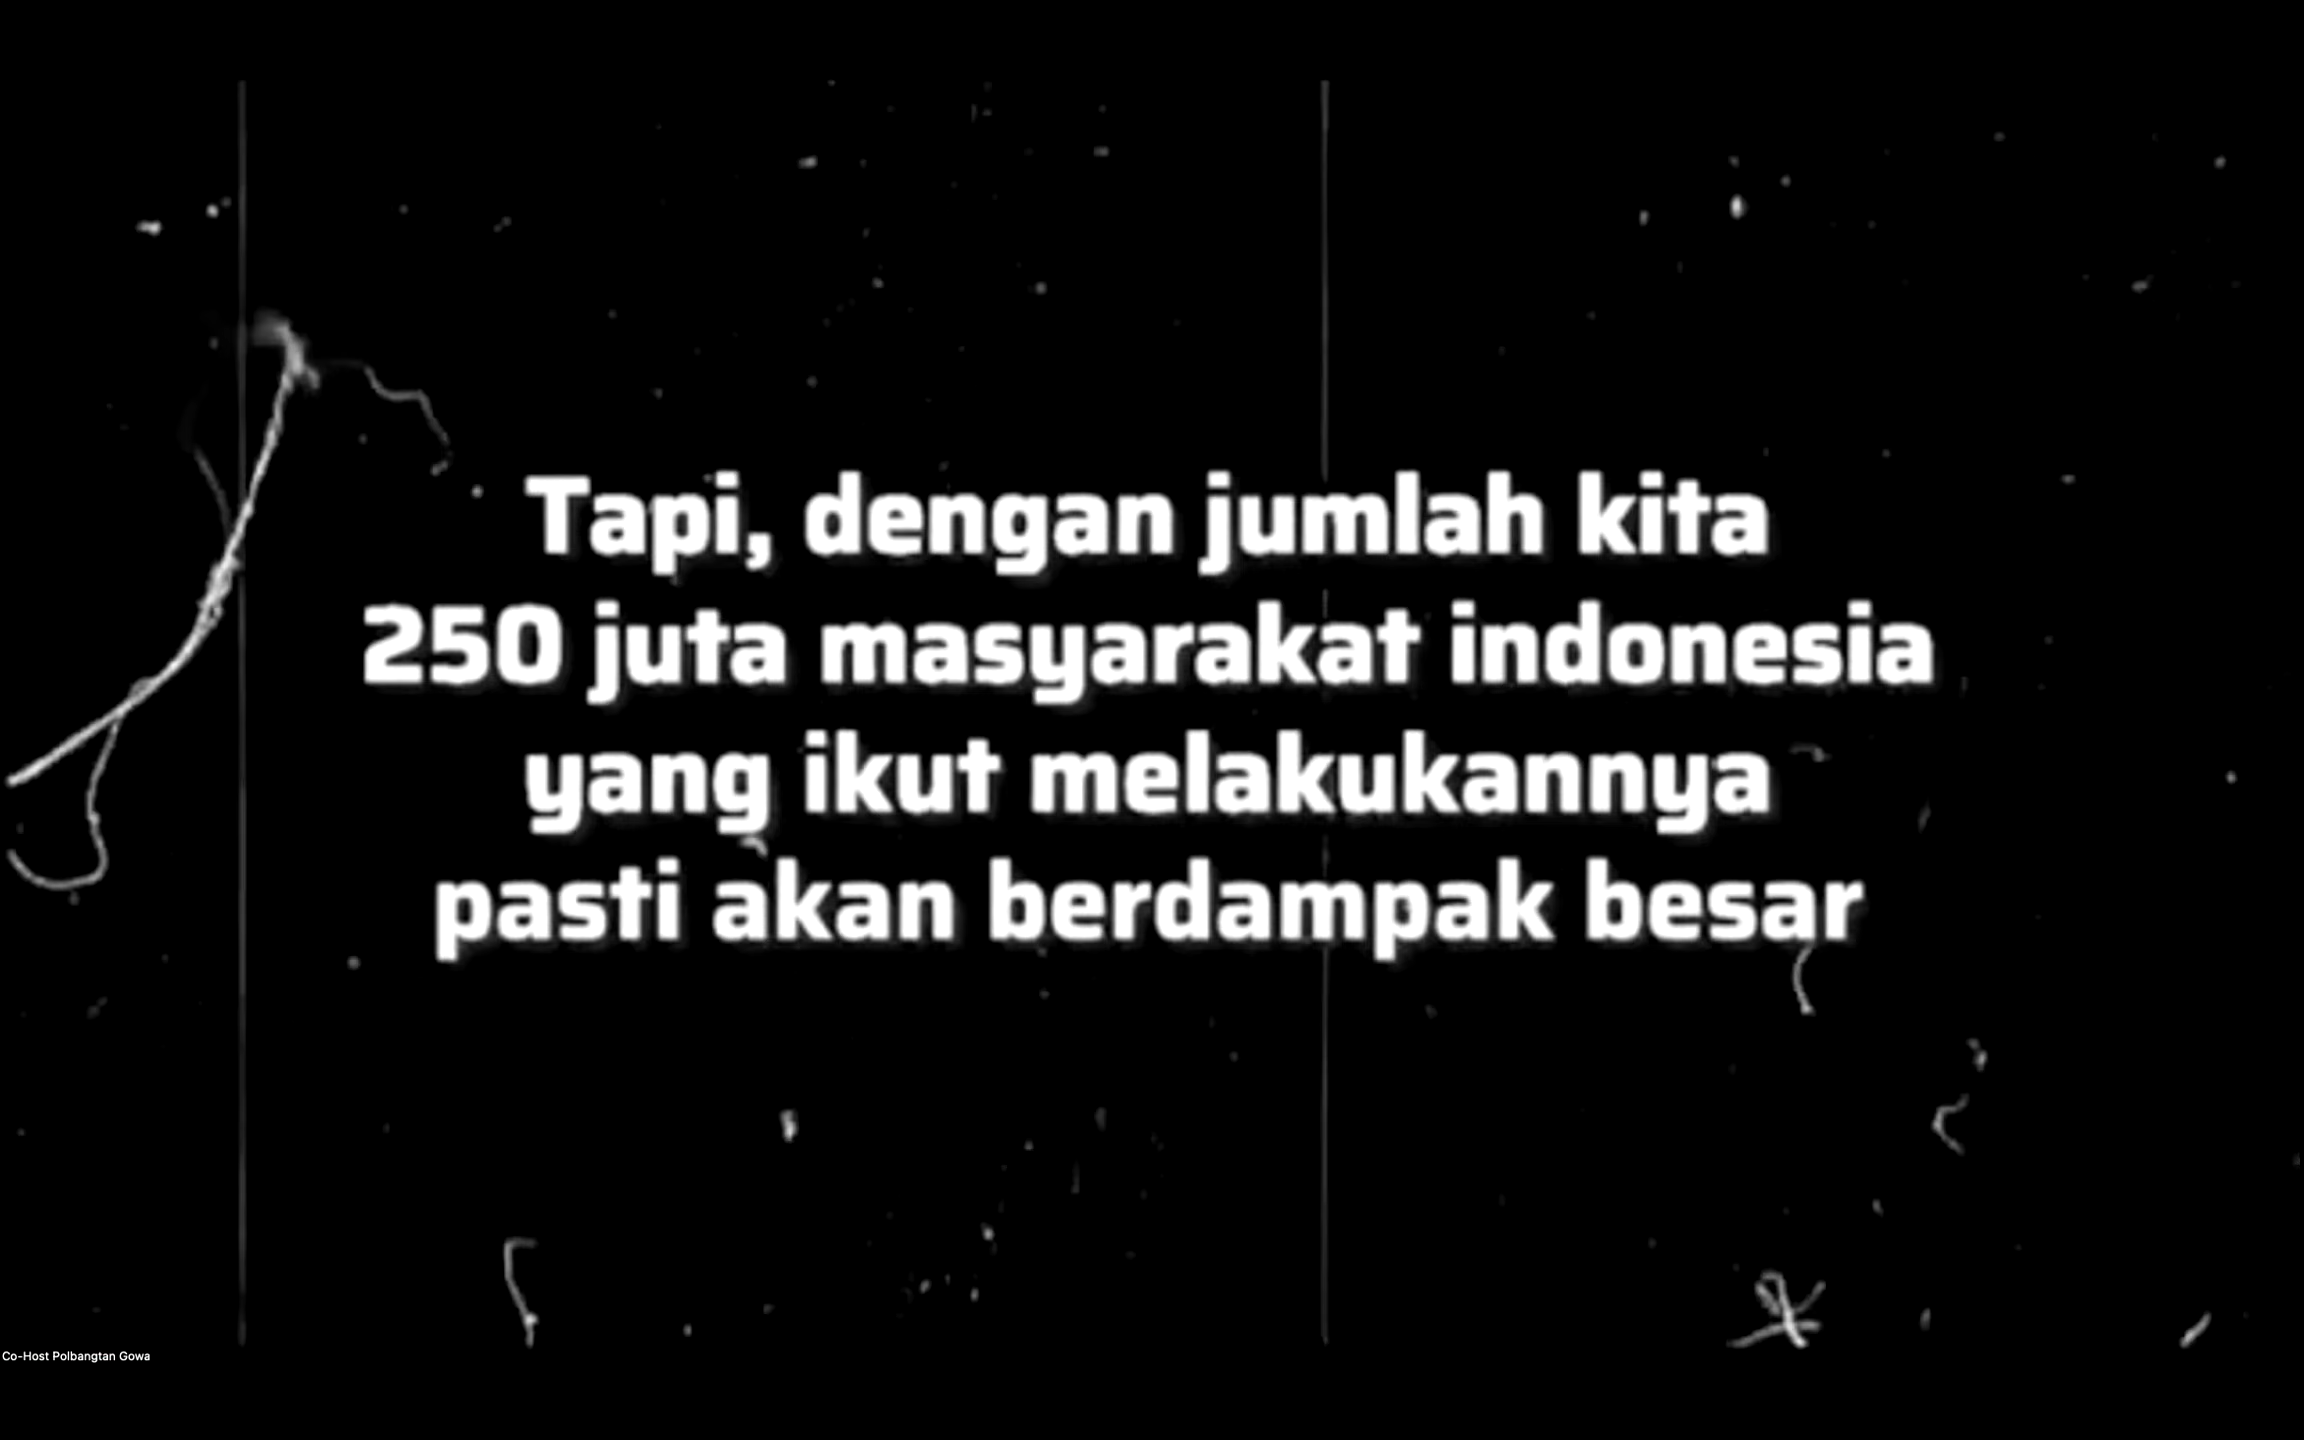 Tapi, dengan jumlah kita
250 juta masyarakat indonesia
yang ikut melakukannya
pasti akan berdampak besar
Co-Host Polbangtan Gowa